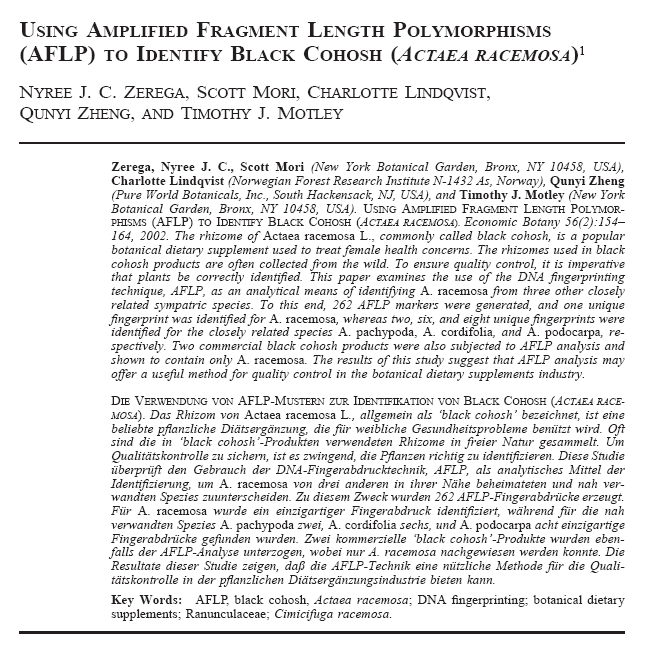 USING AMPLIFIED FRAGMENT LENGTH POLYMORPHISMS
(AFLP) TO IDENTIFY BLACK COHOSH (ACTAEA RACEMOSA)¹
NYREE J. C. ZEREGA, SCOTT MORI, CHARLOTTE LINDQVIST,
QUNYI ZHENG, AND TIMOTHY J. MOTLEY
Zerega, Nyree J. C., Scott Mori (New York Botanical Garden, Bronx, NY 10458, USA),
Charlotte Lindqvist (Norwegian Forest Research Institute N-1432 As, Norway), Qunyi Zheng
(Pure World Botanicals, Inc., South Hackensack, NJ, USA), and Timothy J. Motley (New York
Botanical Garden, Bronx, NY 10458, USA). USING AMPLIFIED FRAGMENT LENGTH POLYMOR-
PHISMS (AFLP) TO IDENTIFY BLACK COHOSH (ACTAEA RACEMOSA). Economic Botany 56(2):154–
164, 2002. The rhizome of Actaea racemosa L., commonly called black cohosh, is a popular
botanical dietary supplement used to treat female health concerns. The rhizomes used in black
cohosh products are often collected from the wild. To ensure quality control, it is imperative
that plants be correctly identified. This paper examines the use of the DNA fingerprinting
technique, AFLP, as an analytical means of identifying A. racemosa from three other closely
related sympatric species. To this end, 262 AFLP markers were generated, and one unique
fingerprint was identified for A. racemosa, whereas two, six, and eight unique fingerprints were
identified for the closely related species A. pachypoda, A. cordifolia, and A. podocarpa, re-
spectively. Two commercial black cohosh products were also subjected to AFLP analysis and
shown to contain only A. racemosa. The results of this study suggest that AFLP analysis may
offer a useful method for quality control in the botanical dietary supplements industry.
DIE VERWENDUNG VON AFLP-MUSTERN ZUR IDENTIFIKATION VON BLACK COHOSH (ACTAEA RACE-
MOSA). Das Rhizom von Actaea racemosa L., allgemein als ‘black cohosh’ bezeichnet, ist eine
beliebte pflanzliche Diätsergänzung, die für weibliche Gesundheitsprobleme benützt wird. Oft
sind die in ‘black cohosh’-Produkten verwendeten Rhizome in freier Natur gesammelt. Um
Qualitätskontrolle zu sichern, ist es zwingend, die Pflanzen richtig zu identifizieren. Diese Studie
überprüft den Gebrauch der DNA-Fingerabdrucktechnik, AFLP, als analytisches Mittel der
Identifizierung, um A. racemosa von drei anderen in ihrer Nähe beheimateten und nah ver-
wandten Spezies zuunterscheiden. Zu diesem Zweck wurden 262 AFLP-Fingerabdrücke erzeugt.
Für A. racemosa wurde ein einzigartiger Fingerabdruck identifiziert, während für die nah
verwandten Spezies A. pachypoda zwei, A. cordifolia sechs, und A. podocarpa acht einzigartige
Fingerabdrücke gefunden wurden. Zwei kommerzielle ‘black cohosh’-Produkte wurden eben-
falls der AFLP-Analyse unterzogen, wobei nur A. racemosa nachgewiesen werden konnte. Die
Resultate dieser Studie zeigen, daß die AFLP-Technik eine nützliche Methode für die Quali-
tätskontrolle in der pflanzlichen Diätsergänzungsindustrie bieten kann.
Key Words: AFLP, black cohosh, Actaea racemosa; DNA fingerprinting; botanical dietary
supplements; Ranunculaceae; Cimicifuga racemosa.